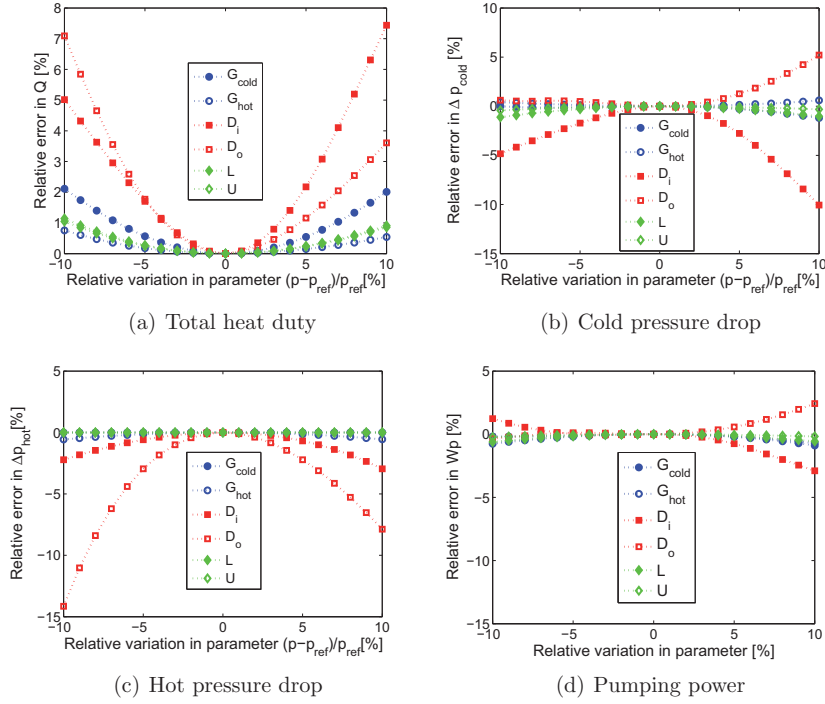 Relative error in Q [%]
8
7
6
5
4
3
2
1
0
−10
−5
0
5
10
G_cold
G_hot
D_i
D_o
L
U
Relative variation in parameter (p−p_ref)/p_ref[%]
(a) Total heat duty
Relative error in Δ p_cold [%]
10
5
0
−5
−10
−15
−10
−5
0
5
10
G_cold
G_hot
D_i
D_o
L
U
Relative variation in parameter (p−p_ref)/p_ref[%]
(b) Cold pressure drop
Relative error in Δp_hot[%]
5
0
−5
−10
−15
−10
−5
0
5
10
G_cold
G_hot
D_i
D_o
L
U
Relative variation in parameter (p−p_ref)/p_ref[%]
(c) Hot pressure drop
Relative error in Wp [%]
5
0
−5
−10
−15
−10
−5
0
5
10
G_cold
G_hot
D_i
D_o
L
U
Relative variation in parameter [%]
(d) Pumping power